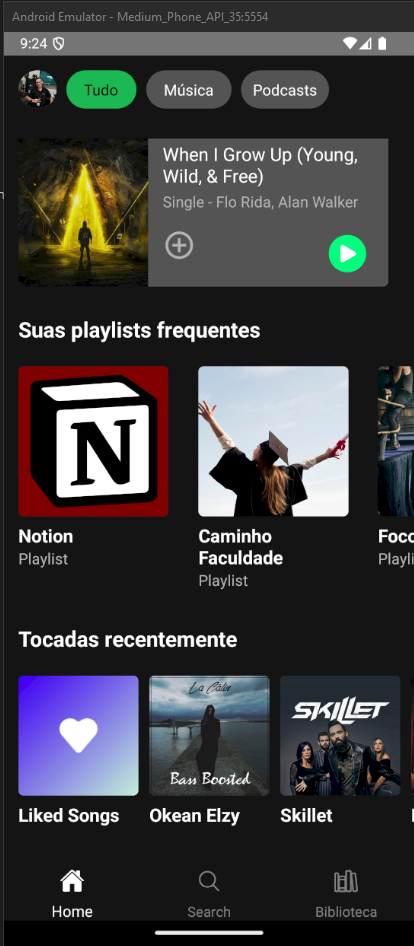 Android Emulator - Medium_Phone_API_35:5554
9:24
Tudo
Música
Podcasts
When I Grow Up (Young,
Wild, & Free)
Single - Flo Rida, Alan Walker
Suas playlists frequentes
N
Notion
Playlist
Caminho
Faculdade
Playlist
Foco
Playli
Tocadas recentemente
La Câlin
Bass Boosted
SKILLET
Liked Songs
Okean Elzy
Skillet
Home
Search
Biblioteca